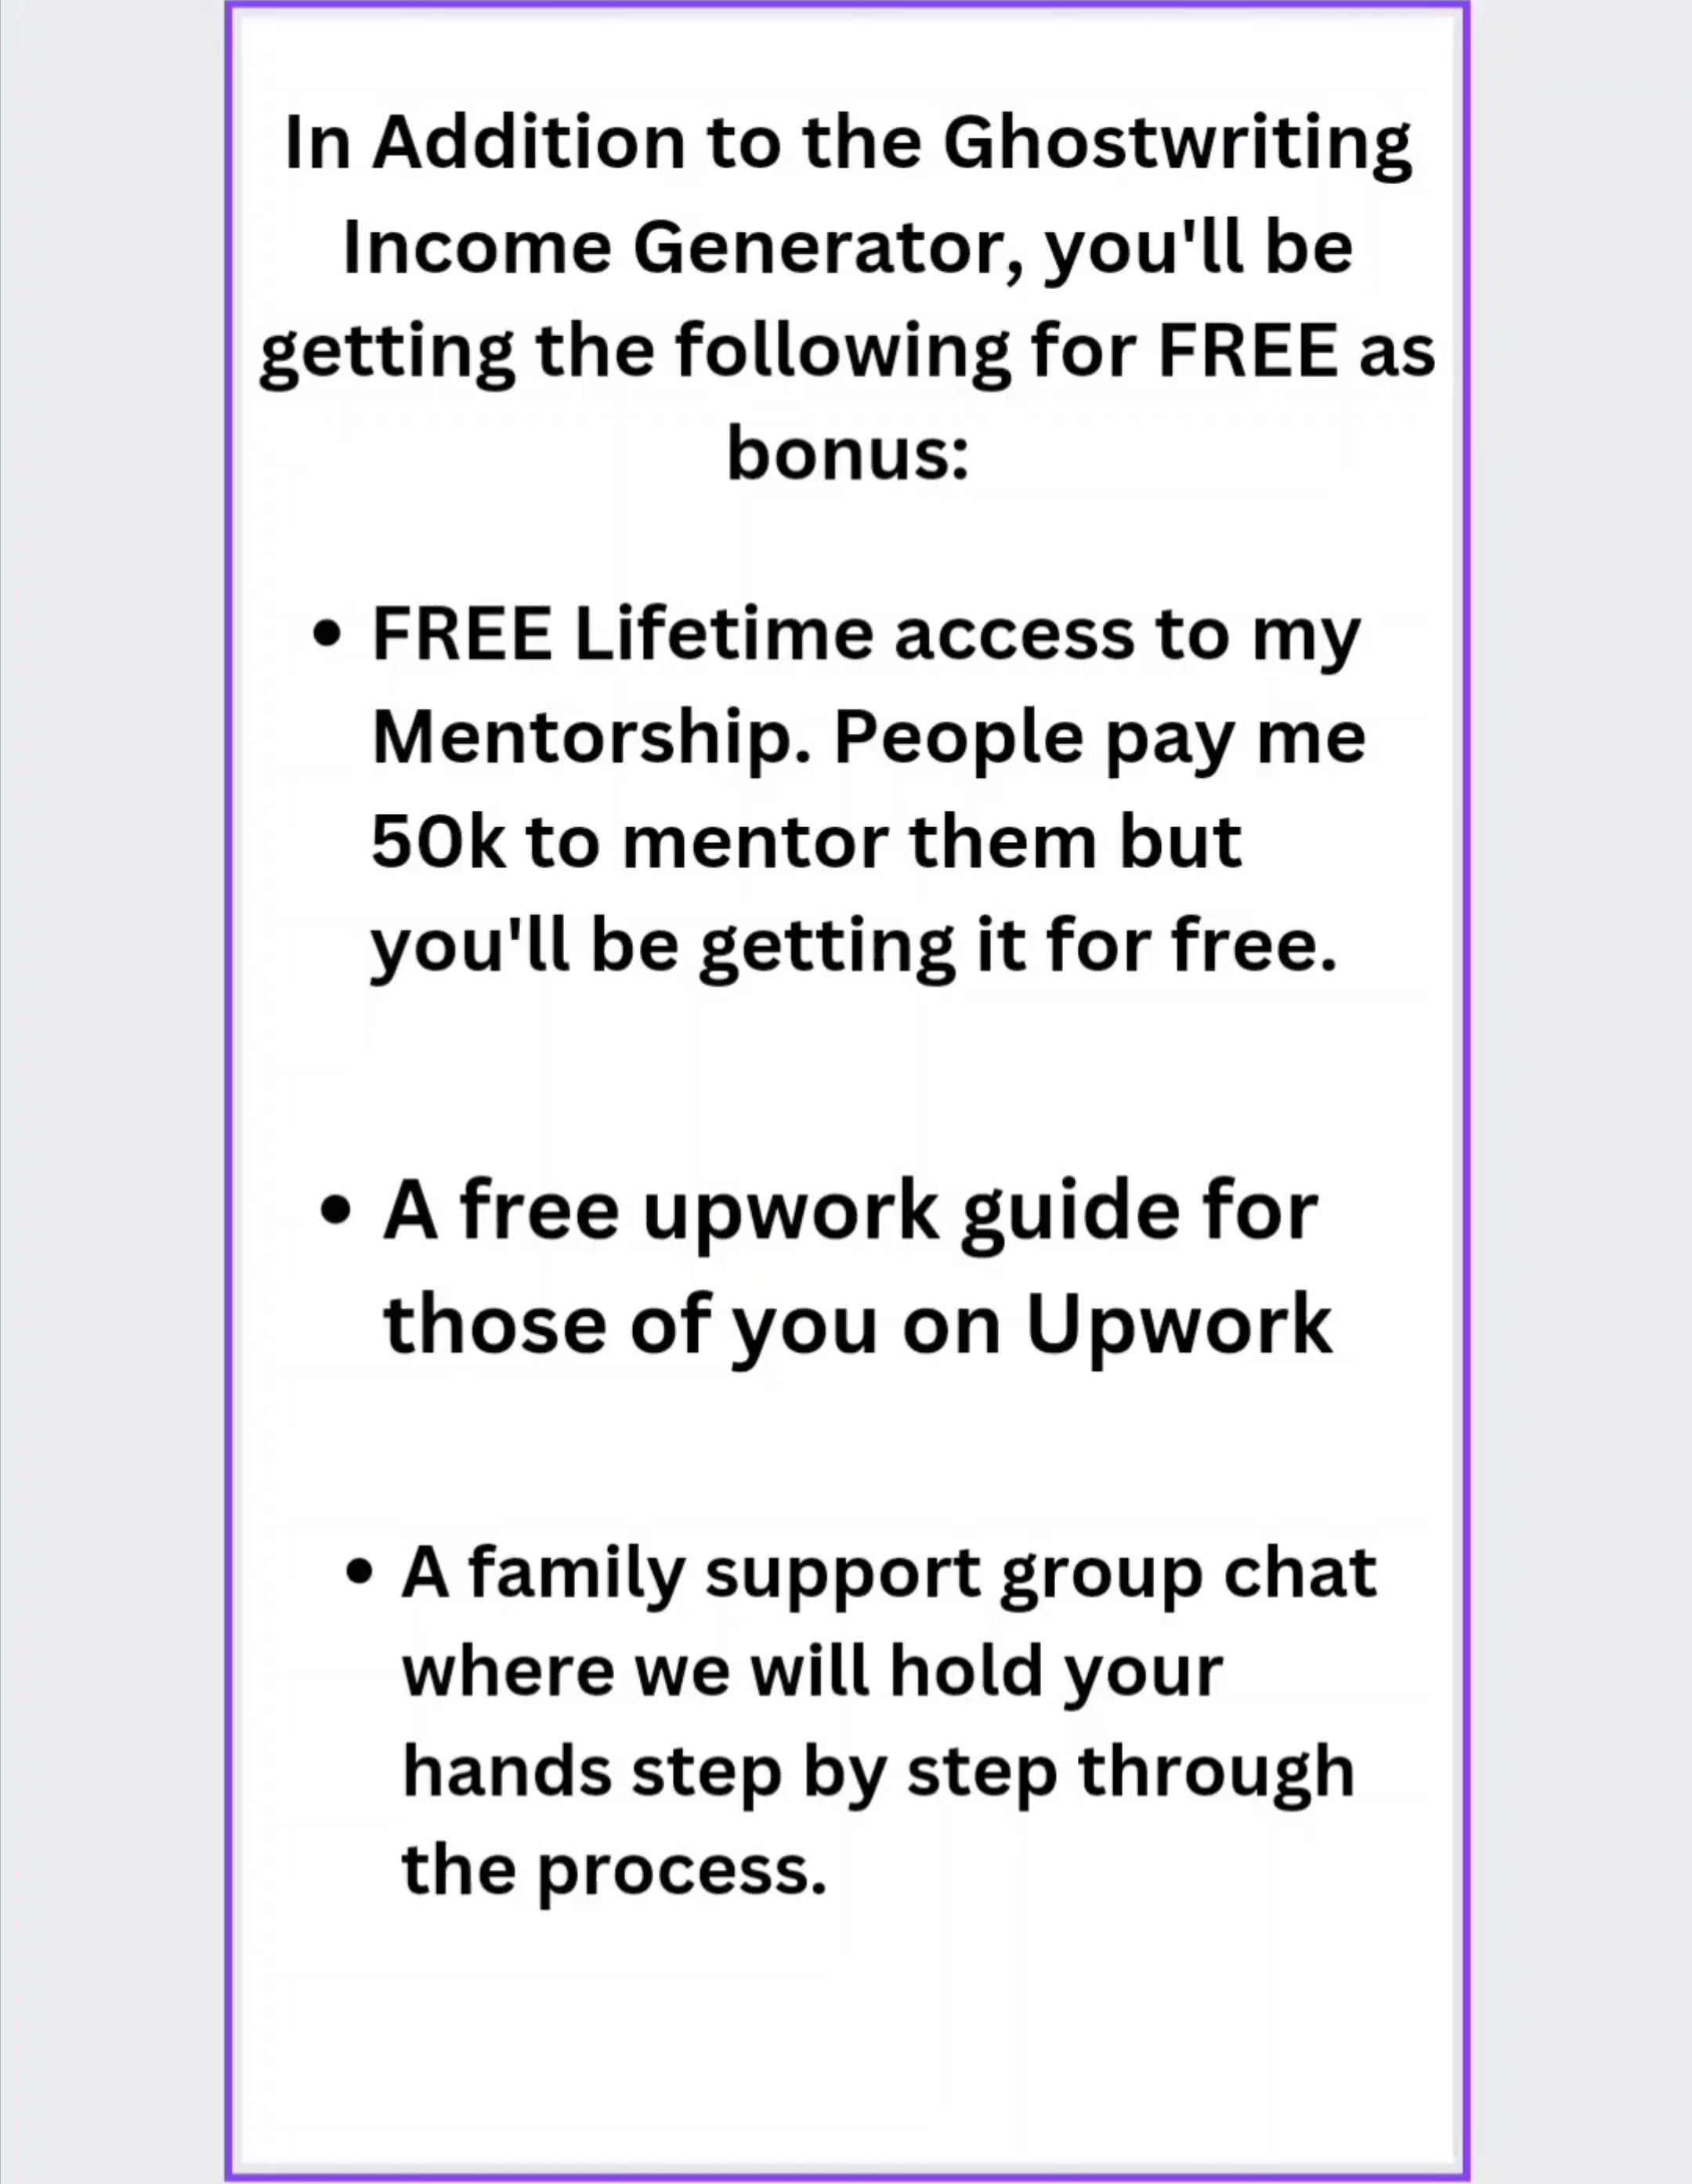 In Addition to the Ghostwriting
Income Generator, you'll be
getting the following for FREE as
bonus:
• FREE Lifetime access to my
Mentorship. People pay me
50k to mentor them but
you'll be getting it for free.
• A free upwork guide for
those of you on Upwork
• A family support group chat
where we will hold your
hands step by step through
the process.